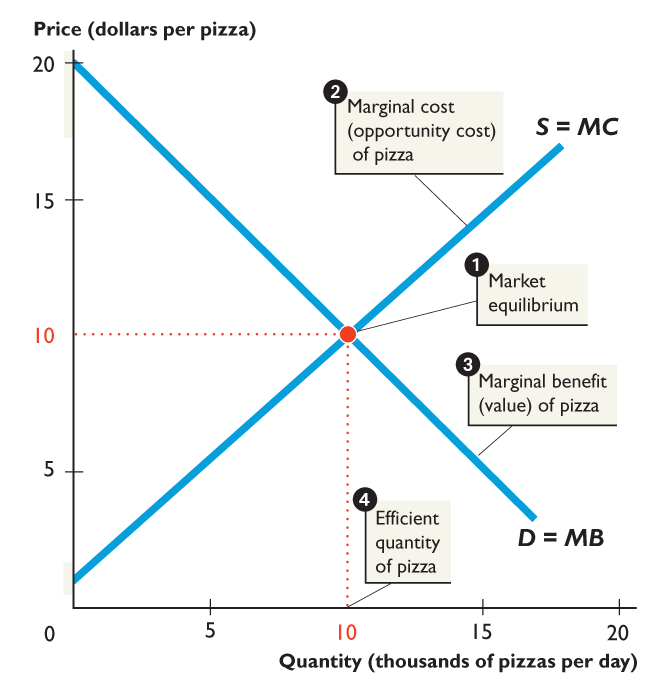 Price (dollars per pizza)
20
15
10
5
0
2
Marginal cost
(opportunity cost)
of pizza
S = MC
1
Market
equilibrium
3
Marginal benefit
(value) of pizza
4
Efficient
quantity
of pizza
D = MB
5
10
15
20
Quantity (thousands of pizzas per day)